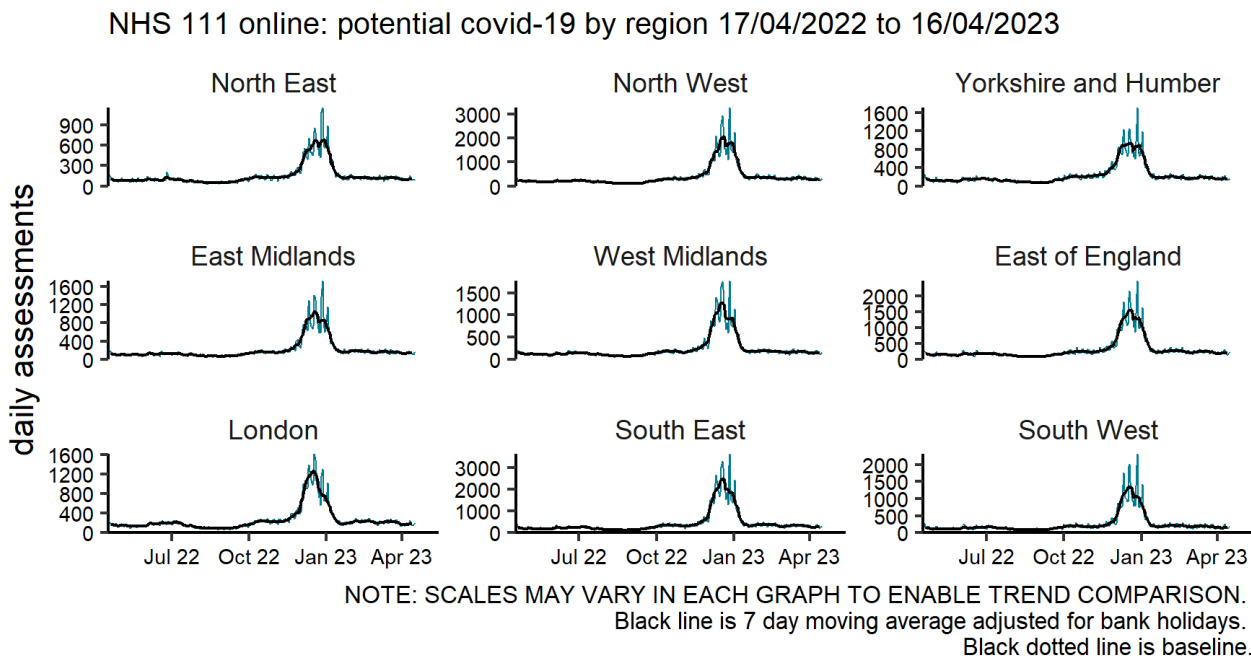 NHS 111 online: potential covid-19 by region 17/04/2022 to 16/04/2023
North East
North West
Yorkshire and Humber
900
600
300
0
3000
2000
1000
0
1600
1200
800
400
0
East Midlands
West Midlands
East of England
1600
1200
800
400
0
1500
1000
500
0
2000
1500
1000
500
0
London
South East
South West
1600
1200
800
400
0
3000
2000
1000
0
2000
1500
1000
500
0
daily assessments
Jul 22 Oct 22 Jan 23 Apr 23
Jul 22 Oct 22 Jan 23 Apr 23
Jul 22 Oct 22 Jan 23 Apr 23
NOTE: SCALES MAY VARY IN EACH GRAPH TO ENABLE TREND COMPARISON.
Black line is 7 day moving average adjusted for bank holidays.
Black dotted line is baseline.